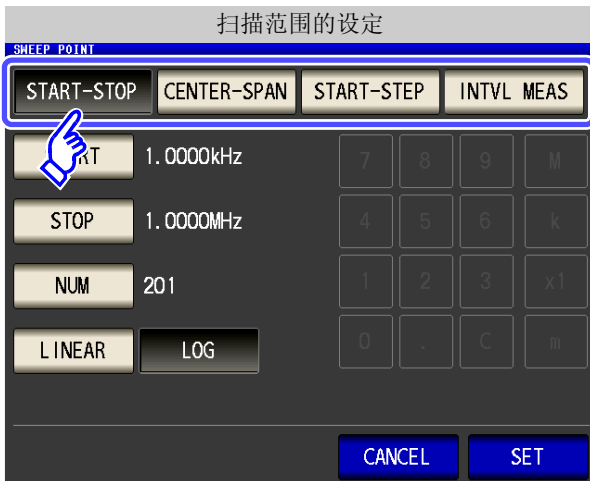 扫描范围的设定
SWEEP POINT
START-STOP CENTER-SPAN START-STEP INTVL MEAS
1.0000kHz 7 8 9 M
STOP 1.0000MHz 4 5 6 k
NUM 201 1 2 3 x1
LINEAR LOG 0 . C m
CANCEL SET